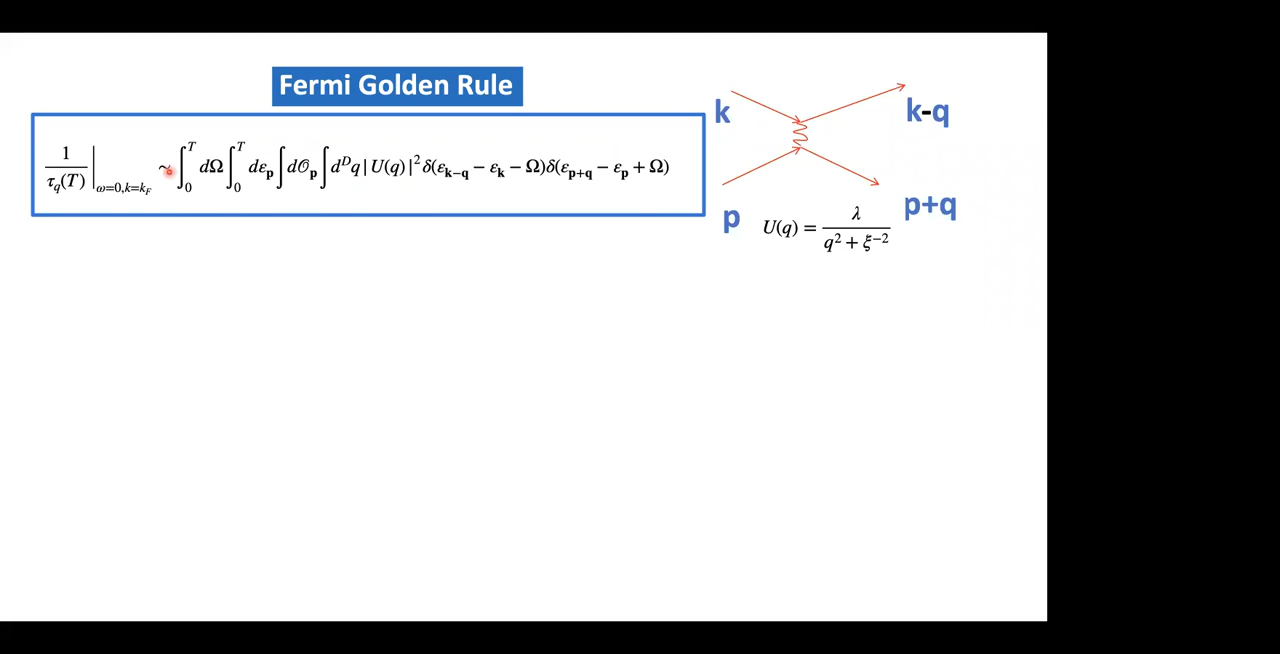 Fermi Golden Rule
1/τ_q(T) |_{ω=0,k=k_F} ~ ∫_0^T dΩ ∫_0^T dε_p ∫ d𝒪_p ∫ d^D q | U(q) |^2 δ(ε_{k−q} − ε_k − Ω)δ(ε_{p+q} − ε_p + Ω)
k
k-q
p
p+q
U(q) = λ / (q^2 + ξ^{−2})